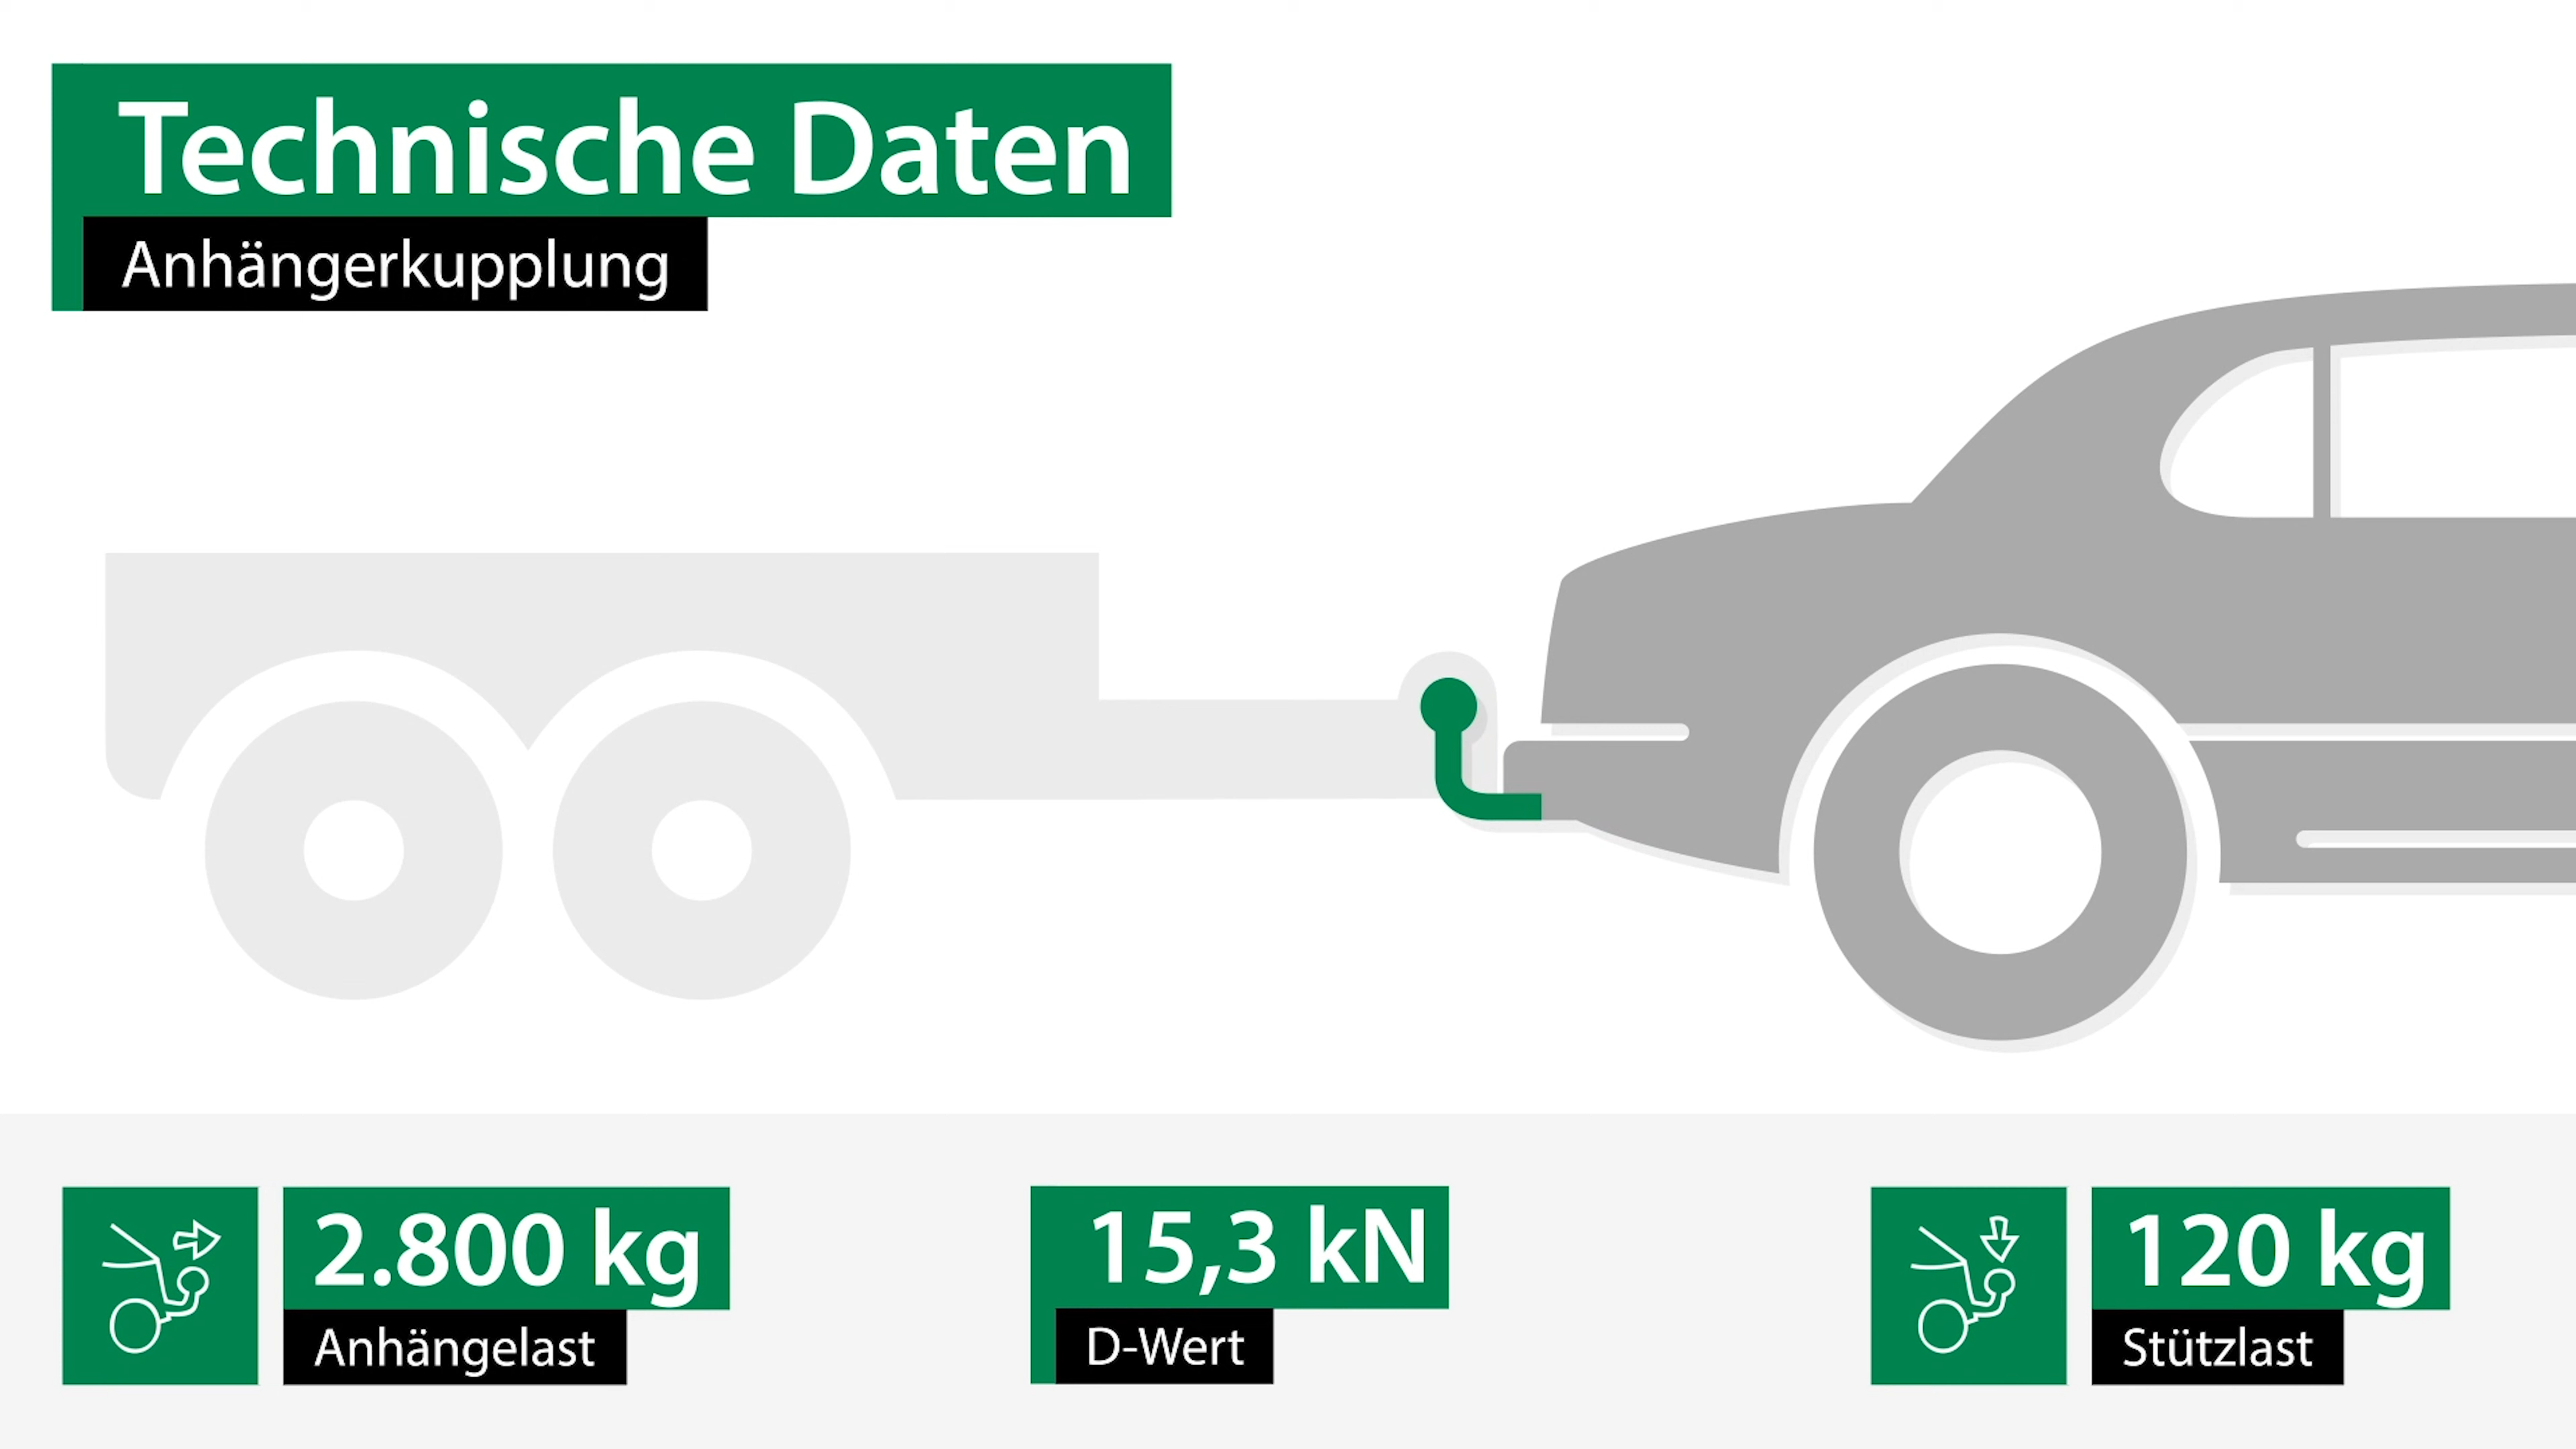 Technische Daten
Anhängerkupplung
2.800 kg
Anhängelast
15,3 kN
D-Wert
120 kg
Stützlast